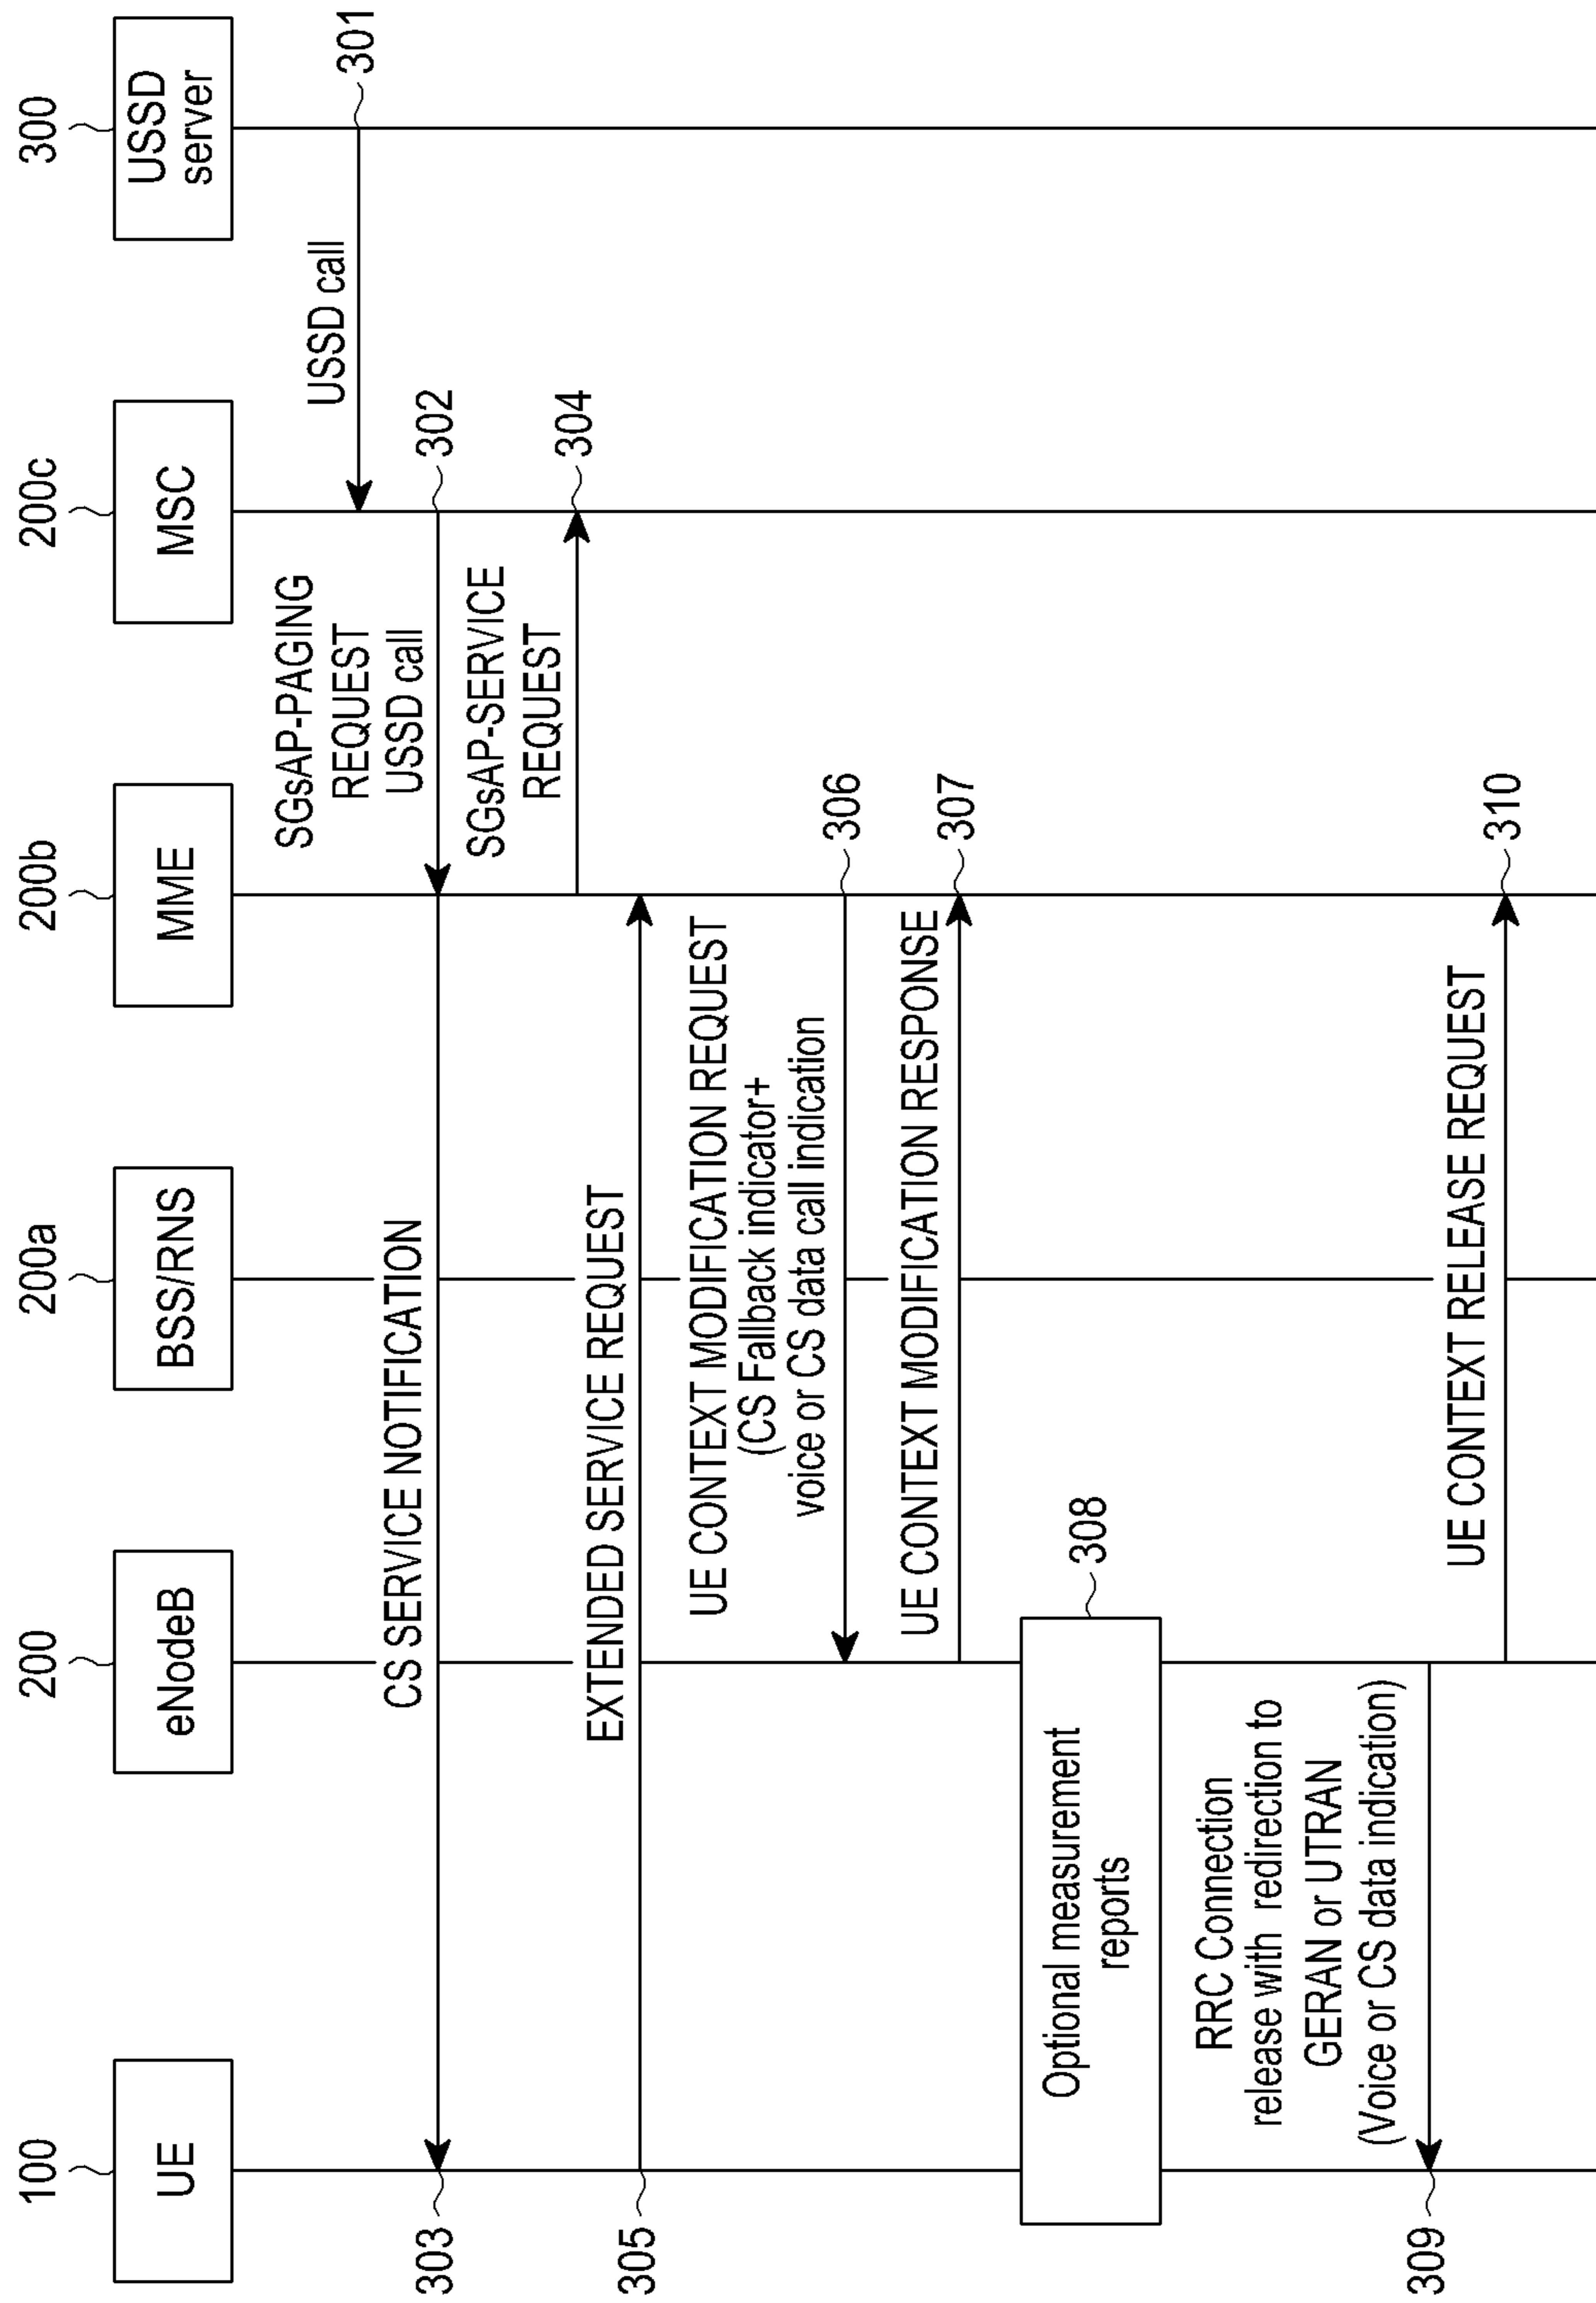 100
200
200a
200b
200c
300
UE
eNodeB
BSS/RNS
MME
MSC
USSD
server
USSD call
301
SGsAP-PAGING
REQUEST
USSD call
302
303
CS SERVICE NOTIFICATION
SGsAP-SERVICE
REQUEST
304
305
EXTENDED SERVICE REQUEST
UE CONTEXT MODIFICATION REQUEST
(CS Fallback indicator+
voice or CS data call indication
306
UE CONTEXT MODIFICATION RESPONSE
307
Optional measurement
reports
308
RRC Connection
release with redirection to
GERAN or UTRAN
(Voice or CS data indication)
309
UE CONTEXT RELEASE REQUEST
310